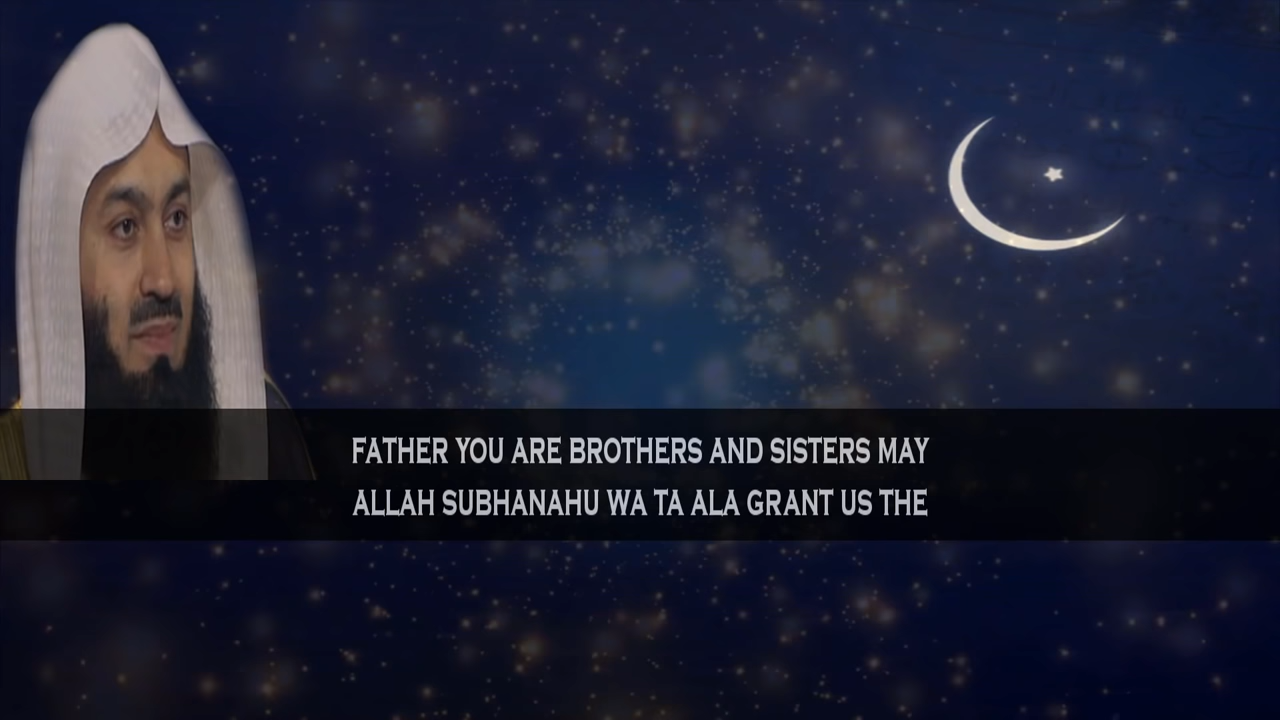 FATHER YOU ARE BROTHERS AND SISTERS MAY
ALLAH SUBHANAHU WA TA ALA GRANT US THE